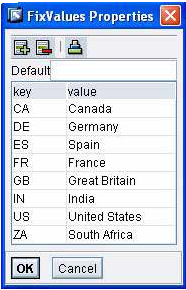 FixValues Properties
Default
key value
CA Canada
DE Germany
ES Spain
FR France
GB Great Britain
IN India
US United States
ZA South Africa
OK Cancel